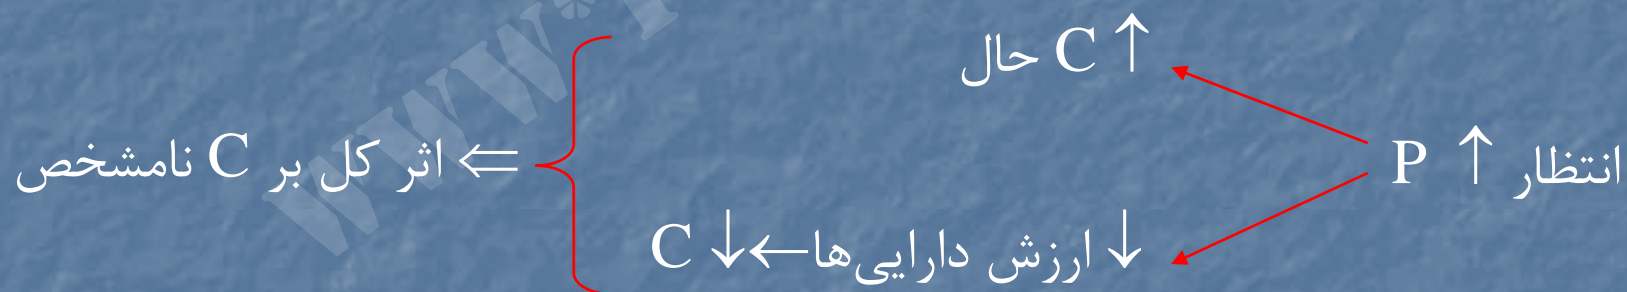 انتظار ↑ P
↑ C حال
↓ ارزش دارایی‌ها ← ↓ C
⇐ اثر کل بر C نامشخص